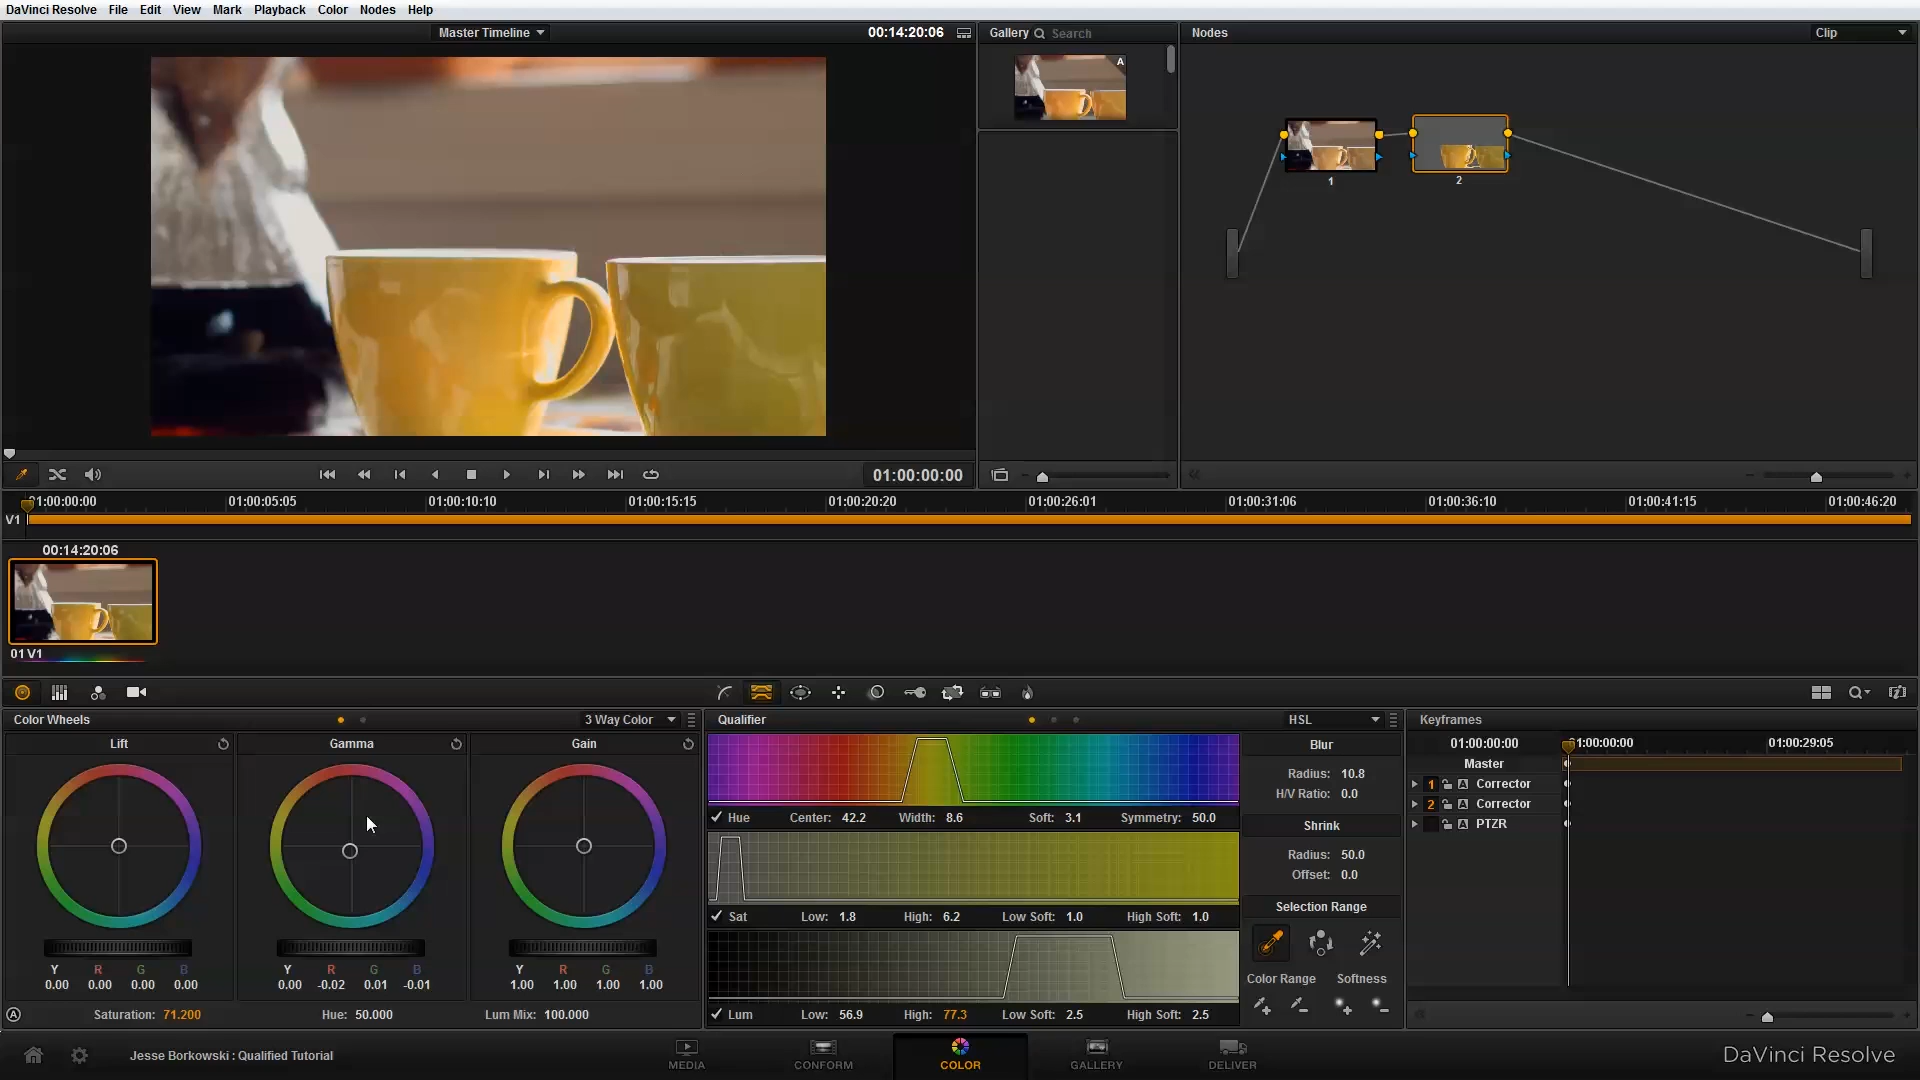 DaVinci Resolve File Edit View Mark Playback Color Nodes Help
Master Timeline 00:14:20:06
Gallery Search
A
Nodes Clip
1 2
01:00:00:00
01:00:05:05 01:00:10:10 01:00:15:15 01:00:20:20 01:00:26:01 01:00:31:06 01:00:36:10 01:00:41:15 01:00:46:20
V1
00:14:20:06
01 V1
Color Wheels 3 Way Color
Lift Gamma Gain
Y R G B Y R G B Y R G B
0.00 0.00 0.00 0.00 0.00 -0.02 0.01 -0.01 1.00 1.00 1.00 1.00
A Saturation: 71.200 Hue: 50.000 Lum Mix: 100.000
Qualifier HSL
Hue Center: 42.2 Width: 8.6 Soft: 3.1 Symmetry: 50.0
Sat Low: 1.8 High: 6.2 Low Soft: 1.0 High Soft: 1.0
Lum Low: 56.9 High: 77.3 Low Soft: 2.5 High Soft: 2.5
Blur
Radius: 10.8
H/V Ratio: 0.0
Shrink
Radius: 50.0
Offset: 0.0
Selection Range
Color Range Softness
Keyframes
01:00:00:00 01:00:29:05
Master
1 A Corrector
2 A Corrector
A PTZR
Jesse Borkowski : Qualified Tutorial
MEDIA CONFORM COLOR GALLERY DELIVER
DaVinci Resolve